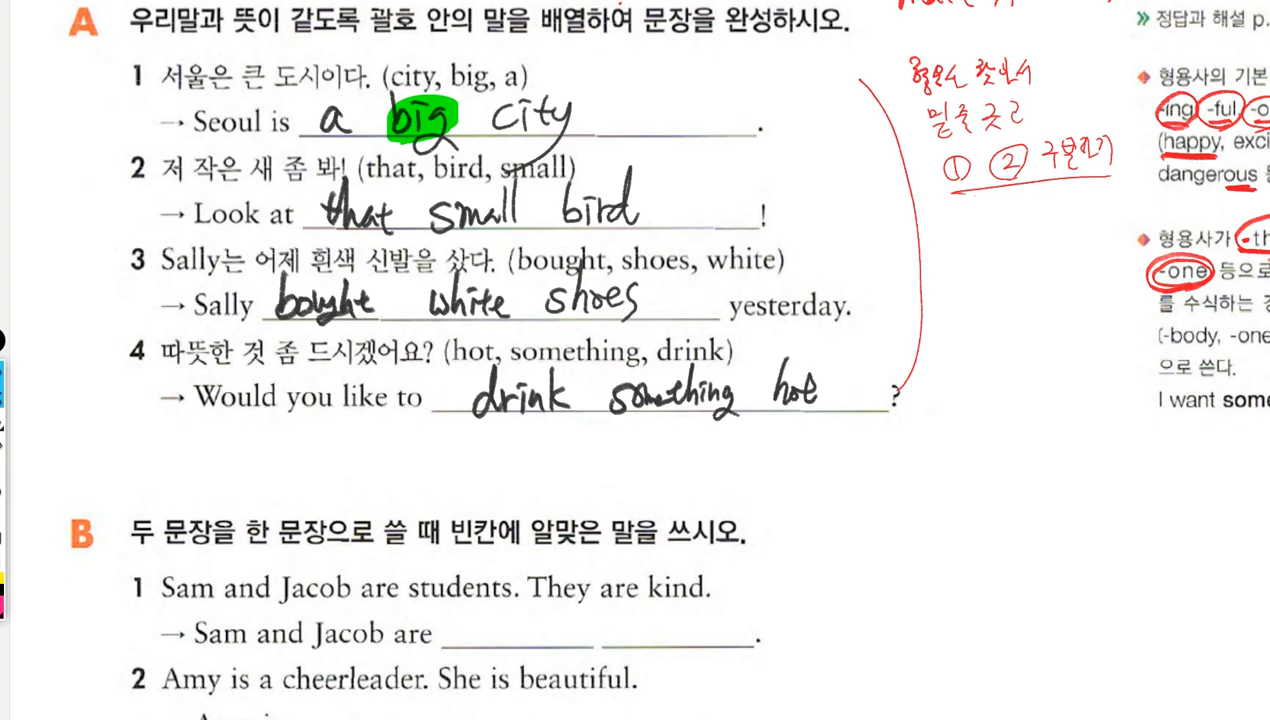 A 우리말과 뜻이 같도록 괄호 안의 말을 배열하여 문장을 완성하시오.
1 서울은 큰 도시이다. (city, big, a)
→ Seoul is a big city .
2 저 작은 새 좀 봐! (that, bird, small)
→ Look at that small bird !
3 Sally는 어제 흰색 신발을 샀다. (bought, shoes, white)
→ Sally bought white shoes yesterday.
4 따뜻한 것 좀 드시겠어요? (hot, something, drink)
→ Would you like to drink something hot ?
B 두 문장을 한 문장으로 쓸 때 빈칸에 알맞은 말을 쓰시오.
1 Sam and Jacob are students. They are kind.
→ Sam and Jacob are .
2 Amy is a cheerleader. She is beautiful.
형용사 찾아서
밑줄 긋고
① ② 구분하기
» 정답과 해설 p.
◆ 형용사의 기본
-ing -ful -o
(happy, exci
dangerous
◆ 형용사가 -th
-one 등으로
를 수식하는
(-body, -one
으로 쓴다.
I want some